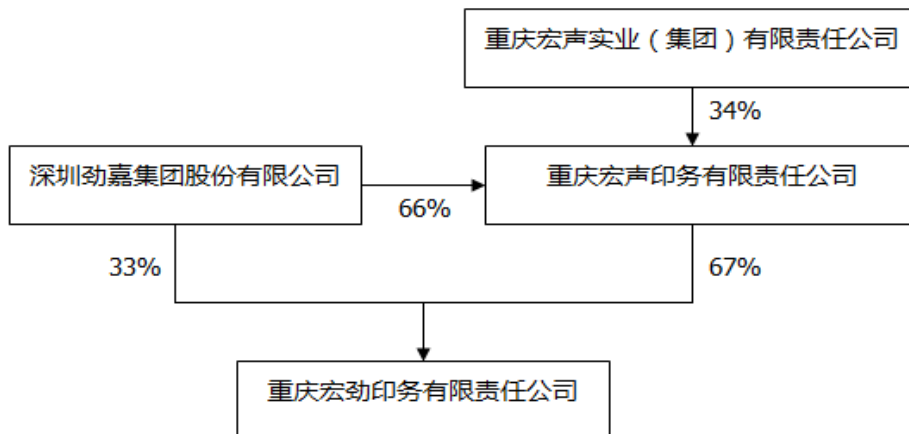 重庆宏声实业（集团）有限责任公司
34%
深圳劲嘉集团股份有限公司
重庆宏声印务有限责任公司
66%
33%
67%
重庆宏劲印务有限责任公司